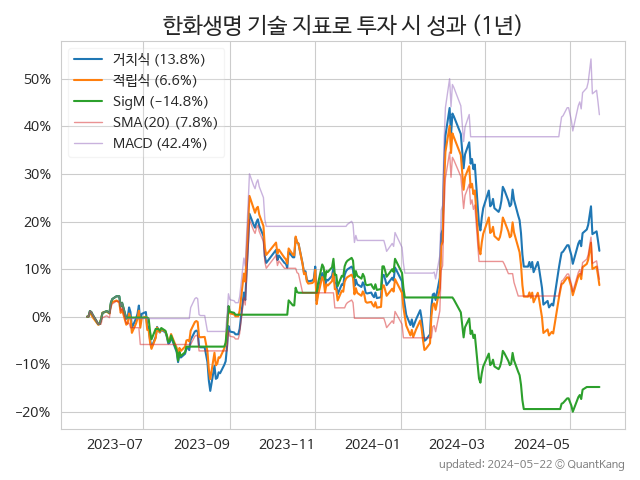 한화생명 기술 지표로 투자 시 성과 (1년)
거치식 (13.8%)
적립식 (6.6%)
SigM (−14.8%)
SMA(20) (7.8%)
MACD (42.4%)
50%
40%
30%
20%
10%
0%
−10%
−20%
2023−07 2023−09 2023−11 2024−01 2024−03 2024−05
updated: 2024−05−22 © QuantKang